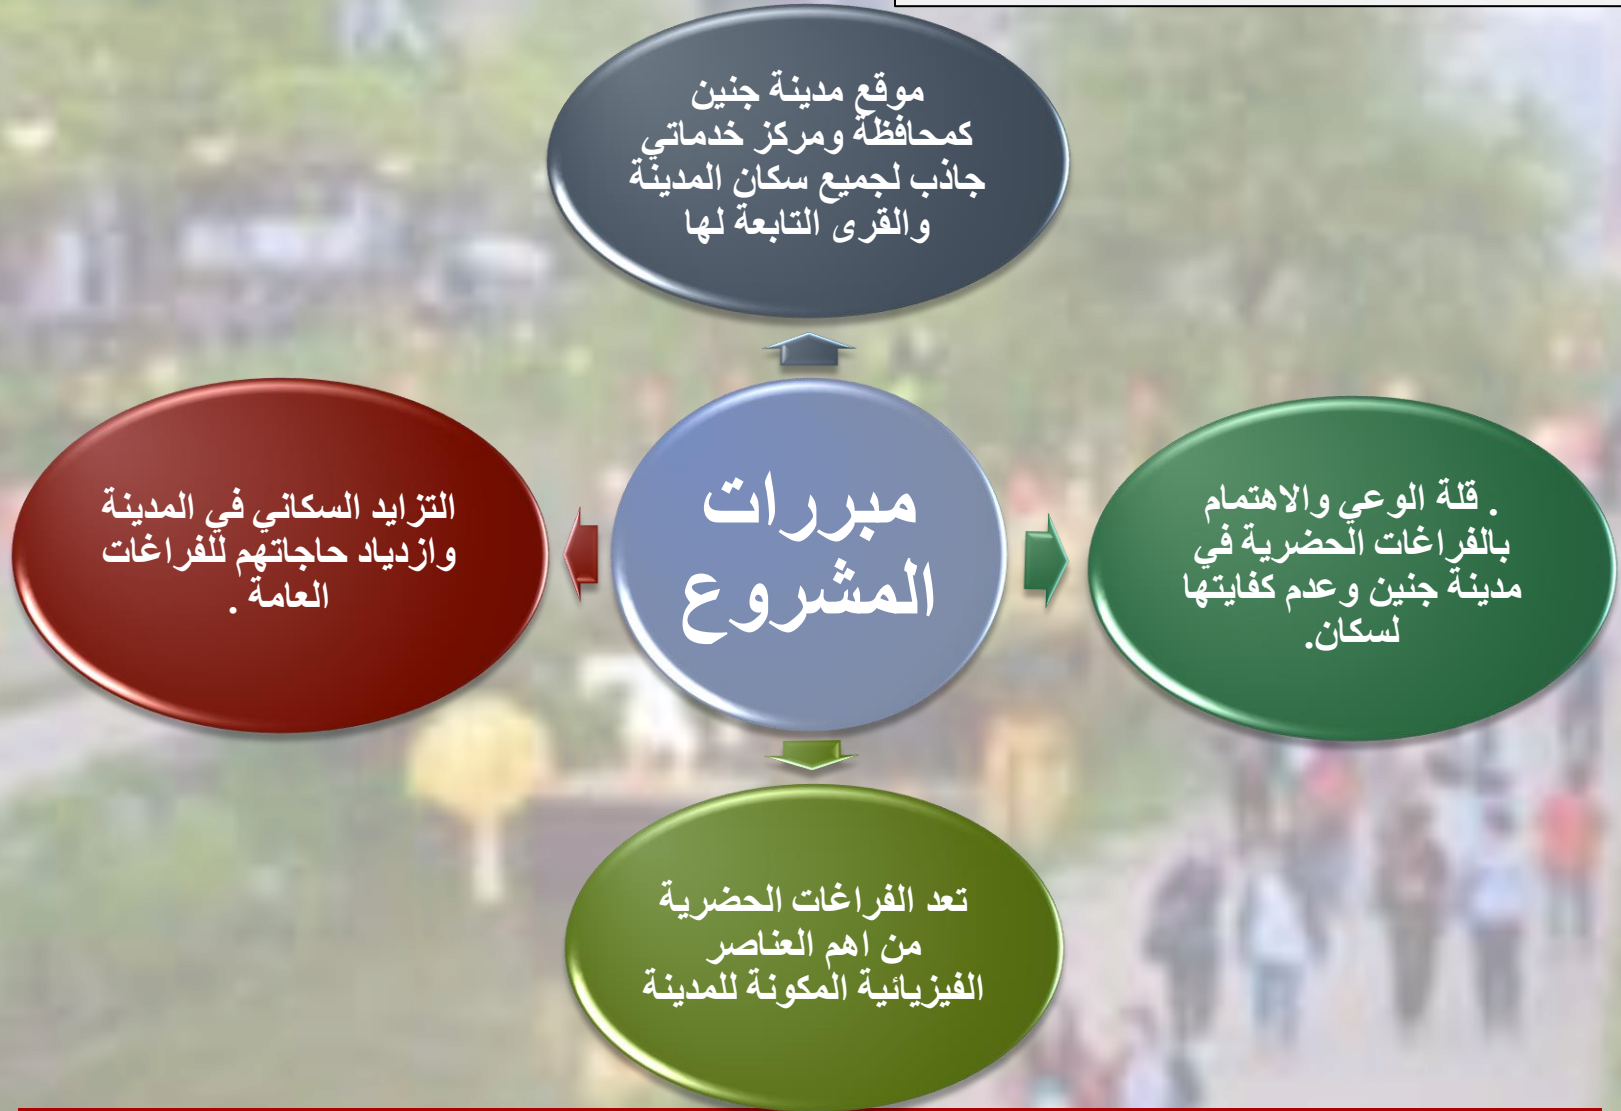 موقع مدينة جنين
كمحافظة ومركز خدماتي
جاذب لجميع سكان المدينة
والقرى التابعة لها
مبررات
المشروع
. قلة الوعي والاهتمام
بالفراغات الحضرية في
مدينة جنين وعدم كفايتها
لسكان.
التزايد السكاني في المدينة
وازدياد حاجاتهم للفراغات
العامة .
تعد الفراغات الحضرية
من اهم العناصر
الفيزيائية المكونة للمدينة